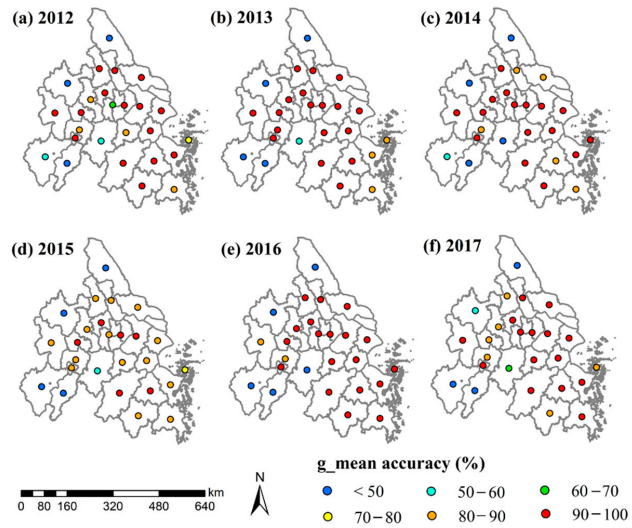 (a) 2012
(b) 2013
(c) 2014
(d) 2015
(e) 2016
(f) 2017
g_mean accuracy (%)
< 50
50−60
60−70
70−80
80−90
90−100
N
km
0 80 160 320 480 640